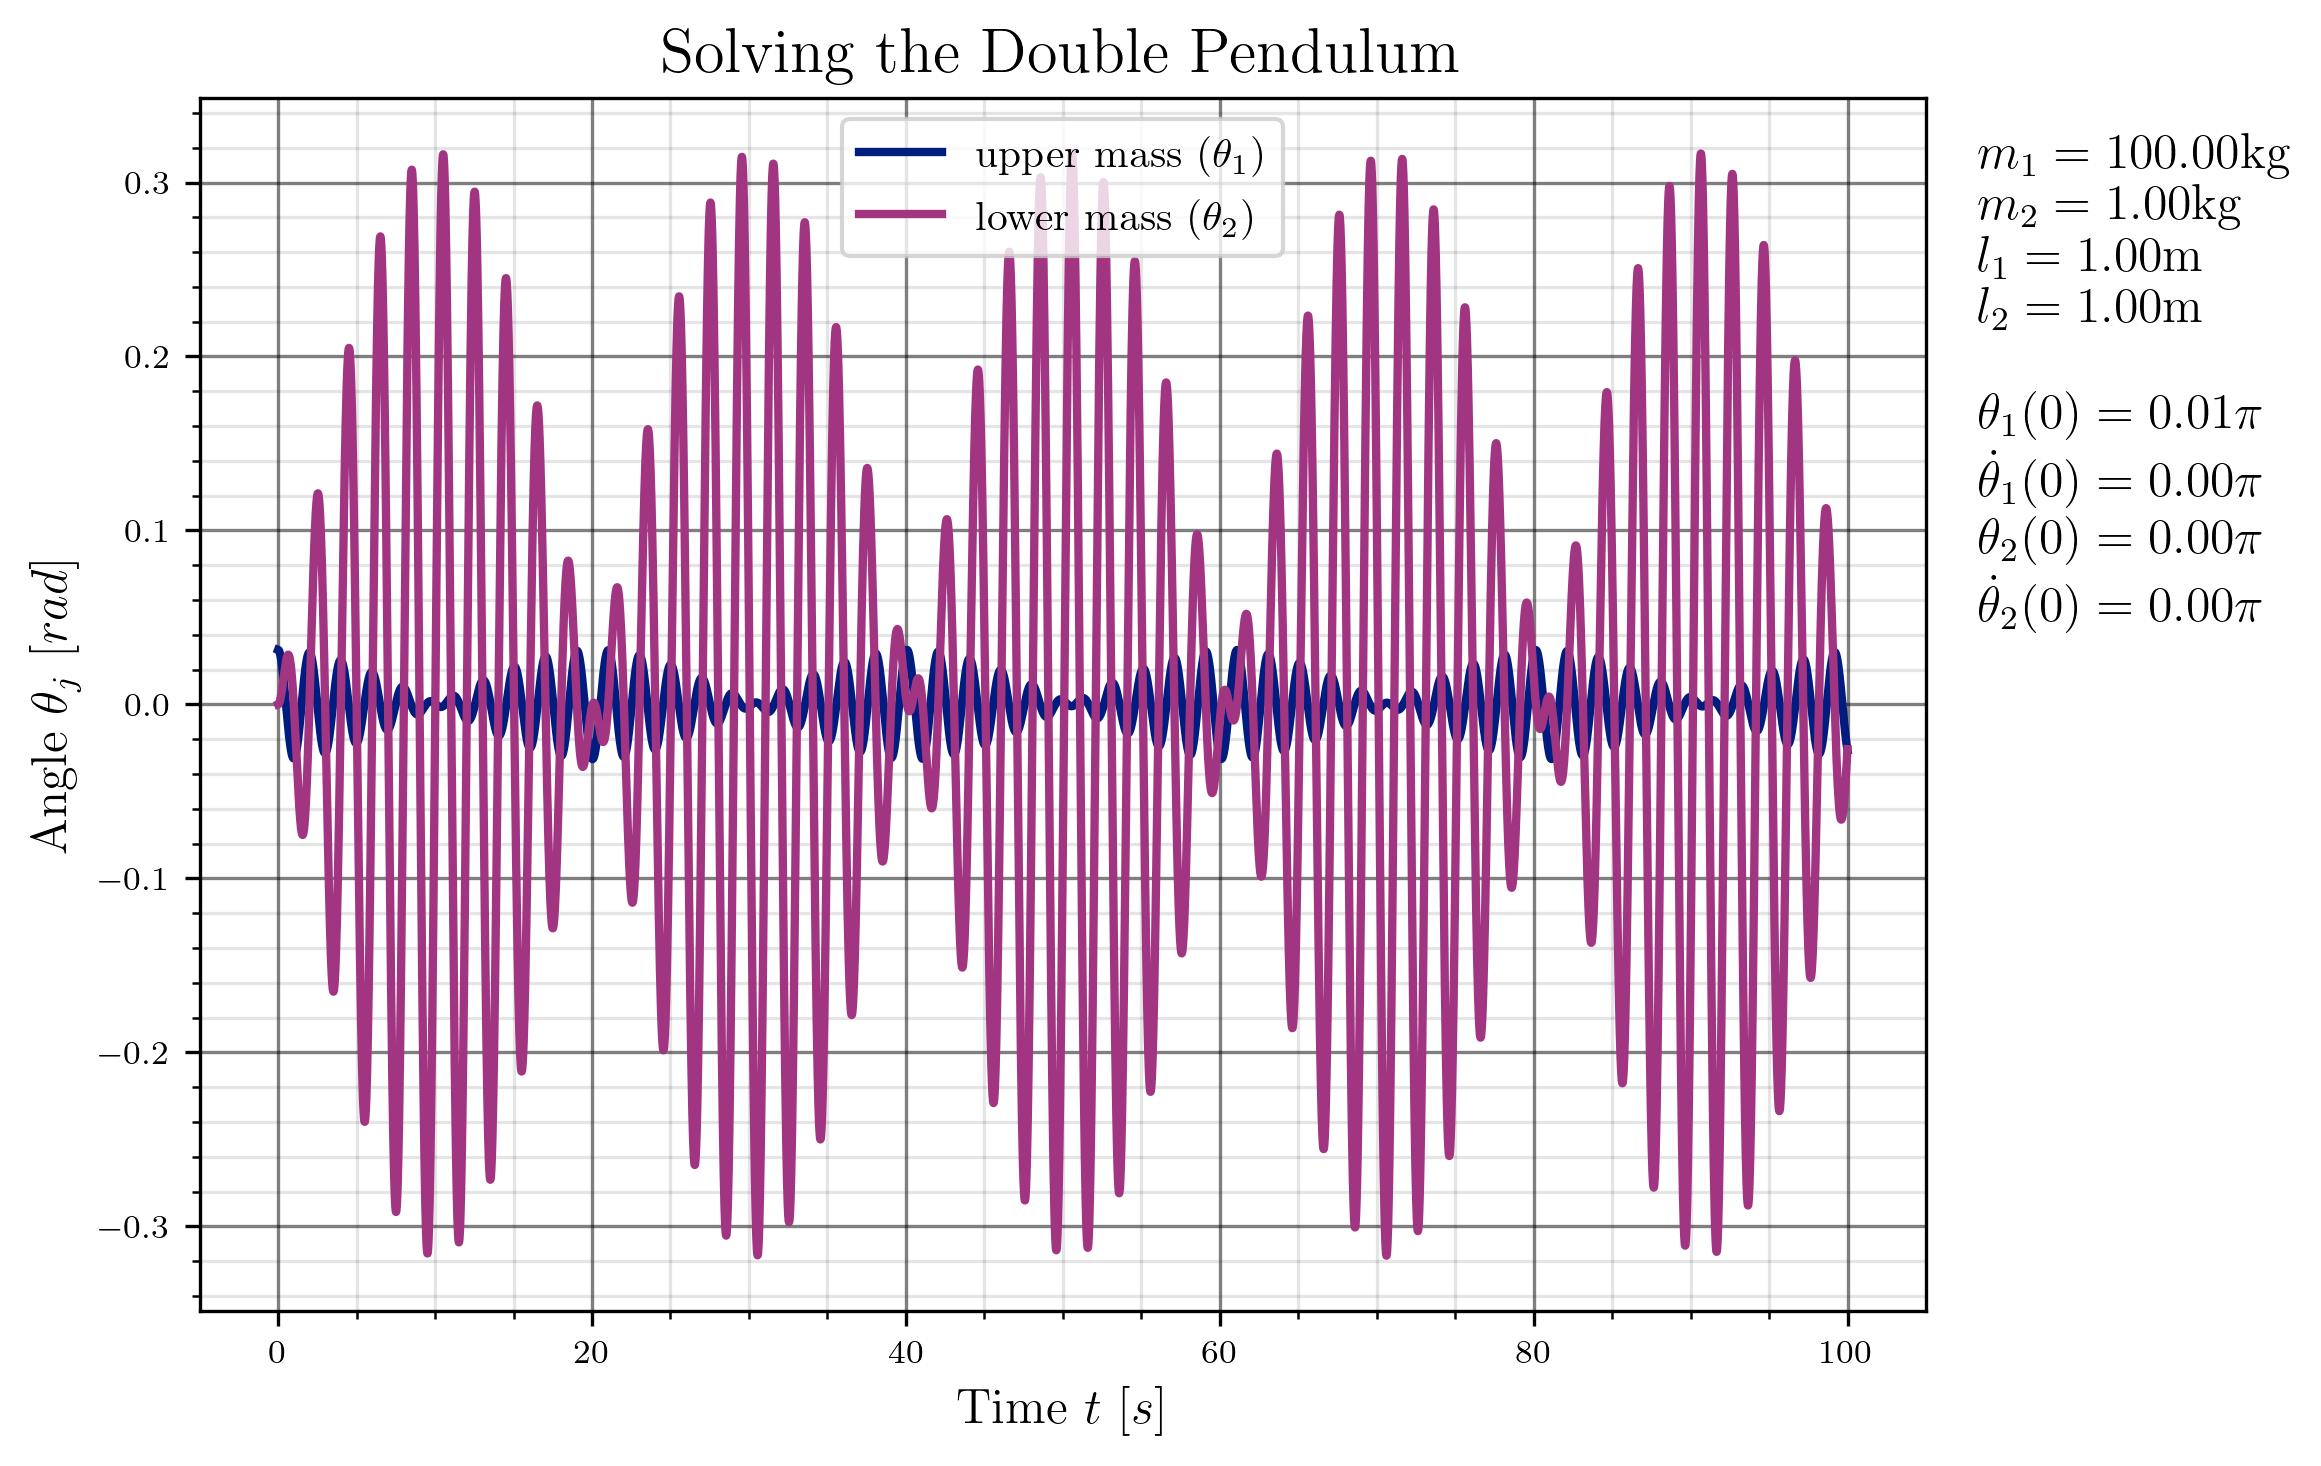 Solving the Double Pendulum
upper mass (θ₁)
lower mass (θ₂)
m₁ = 100.00kg
m₂ = 1.00kg
l₁ = 1.00m
l₂ = 1.00m
θ₁(0) = 0.01π
θ̇₁(0) = 0.00π
θ₂(0) = 0.00π
θ̇₂(0) = 0.00π
Angle θⱼ [rad]
0.3
0.2
0.1
0.0
−0.1
−0.2
−0.3
0 20 40 60 80 100
Time t [s]